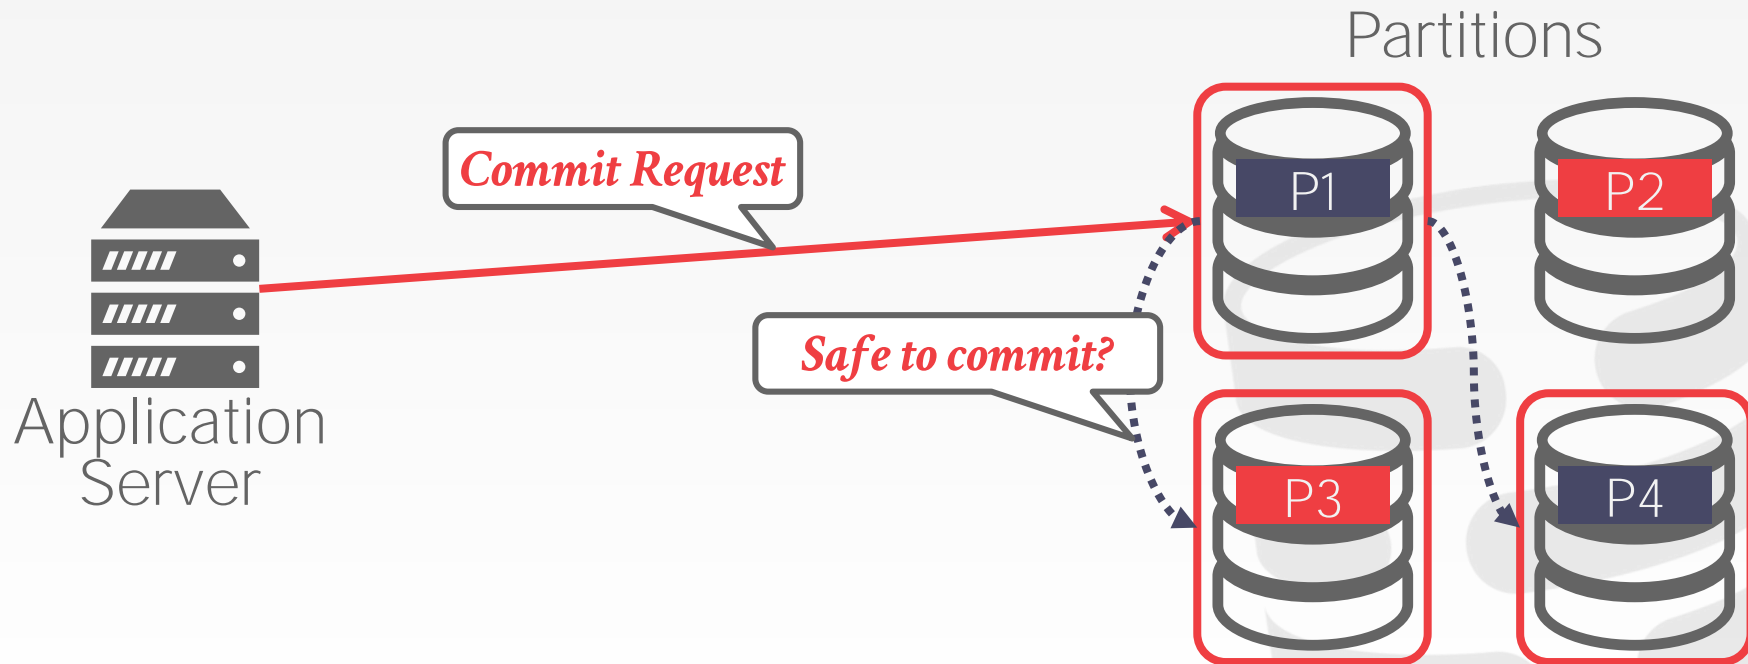 Partitions
Commit Request
P1
P2
Safe to commit?
Application
Server
P3
P4